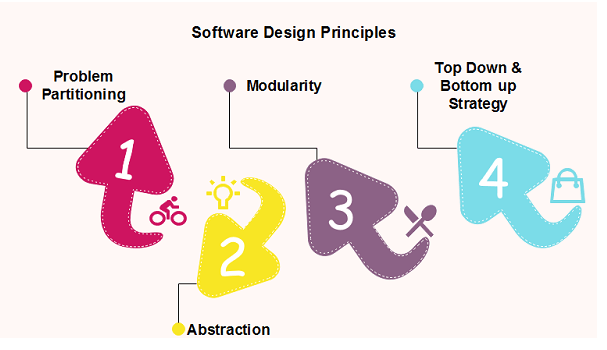 Software Design Principles
Problem
Partitioning
1
2
Abstraction
Modularity
3
Top Down &
Bottom up
Strategy
4